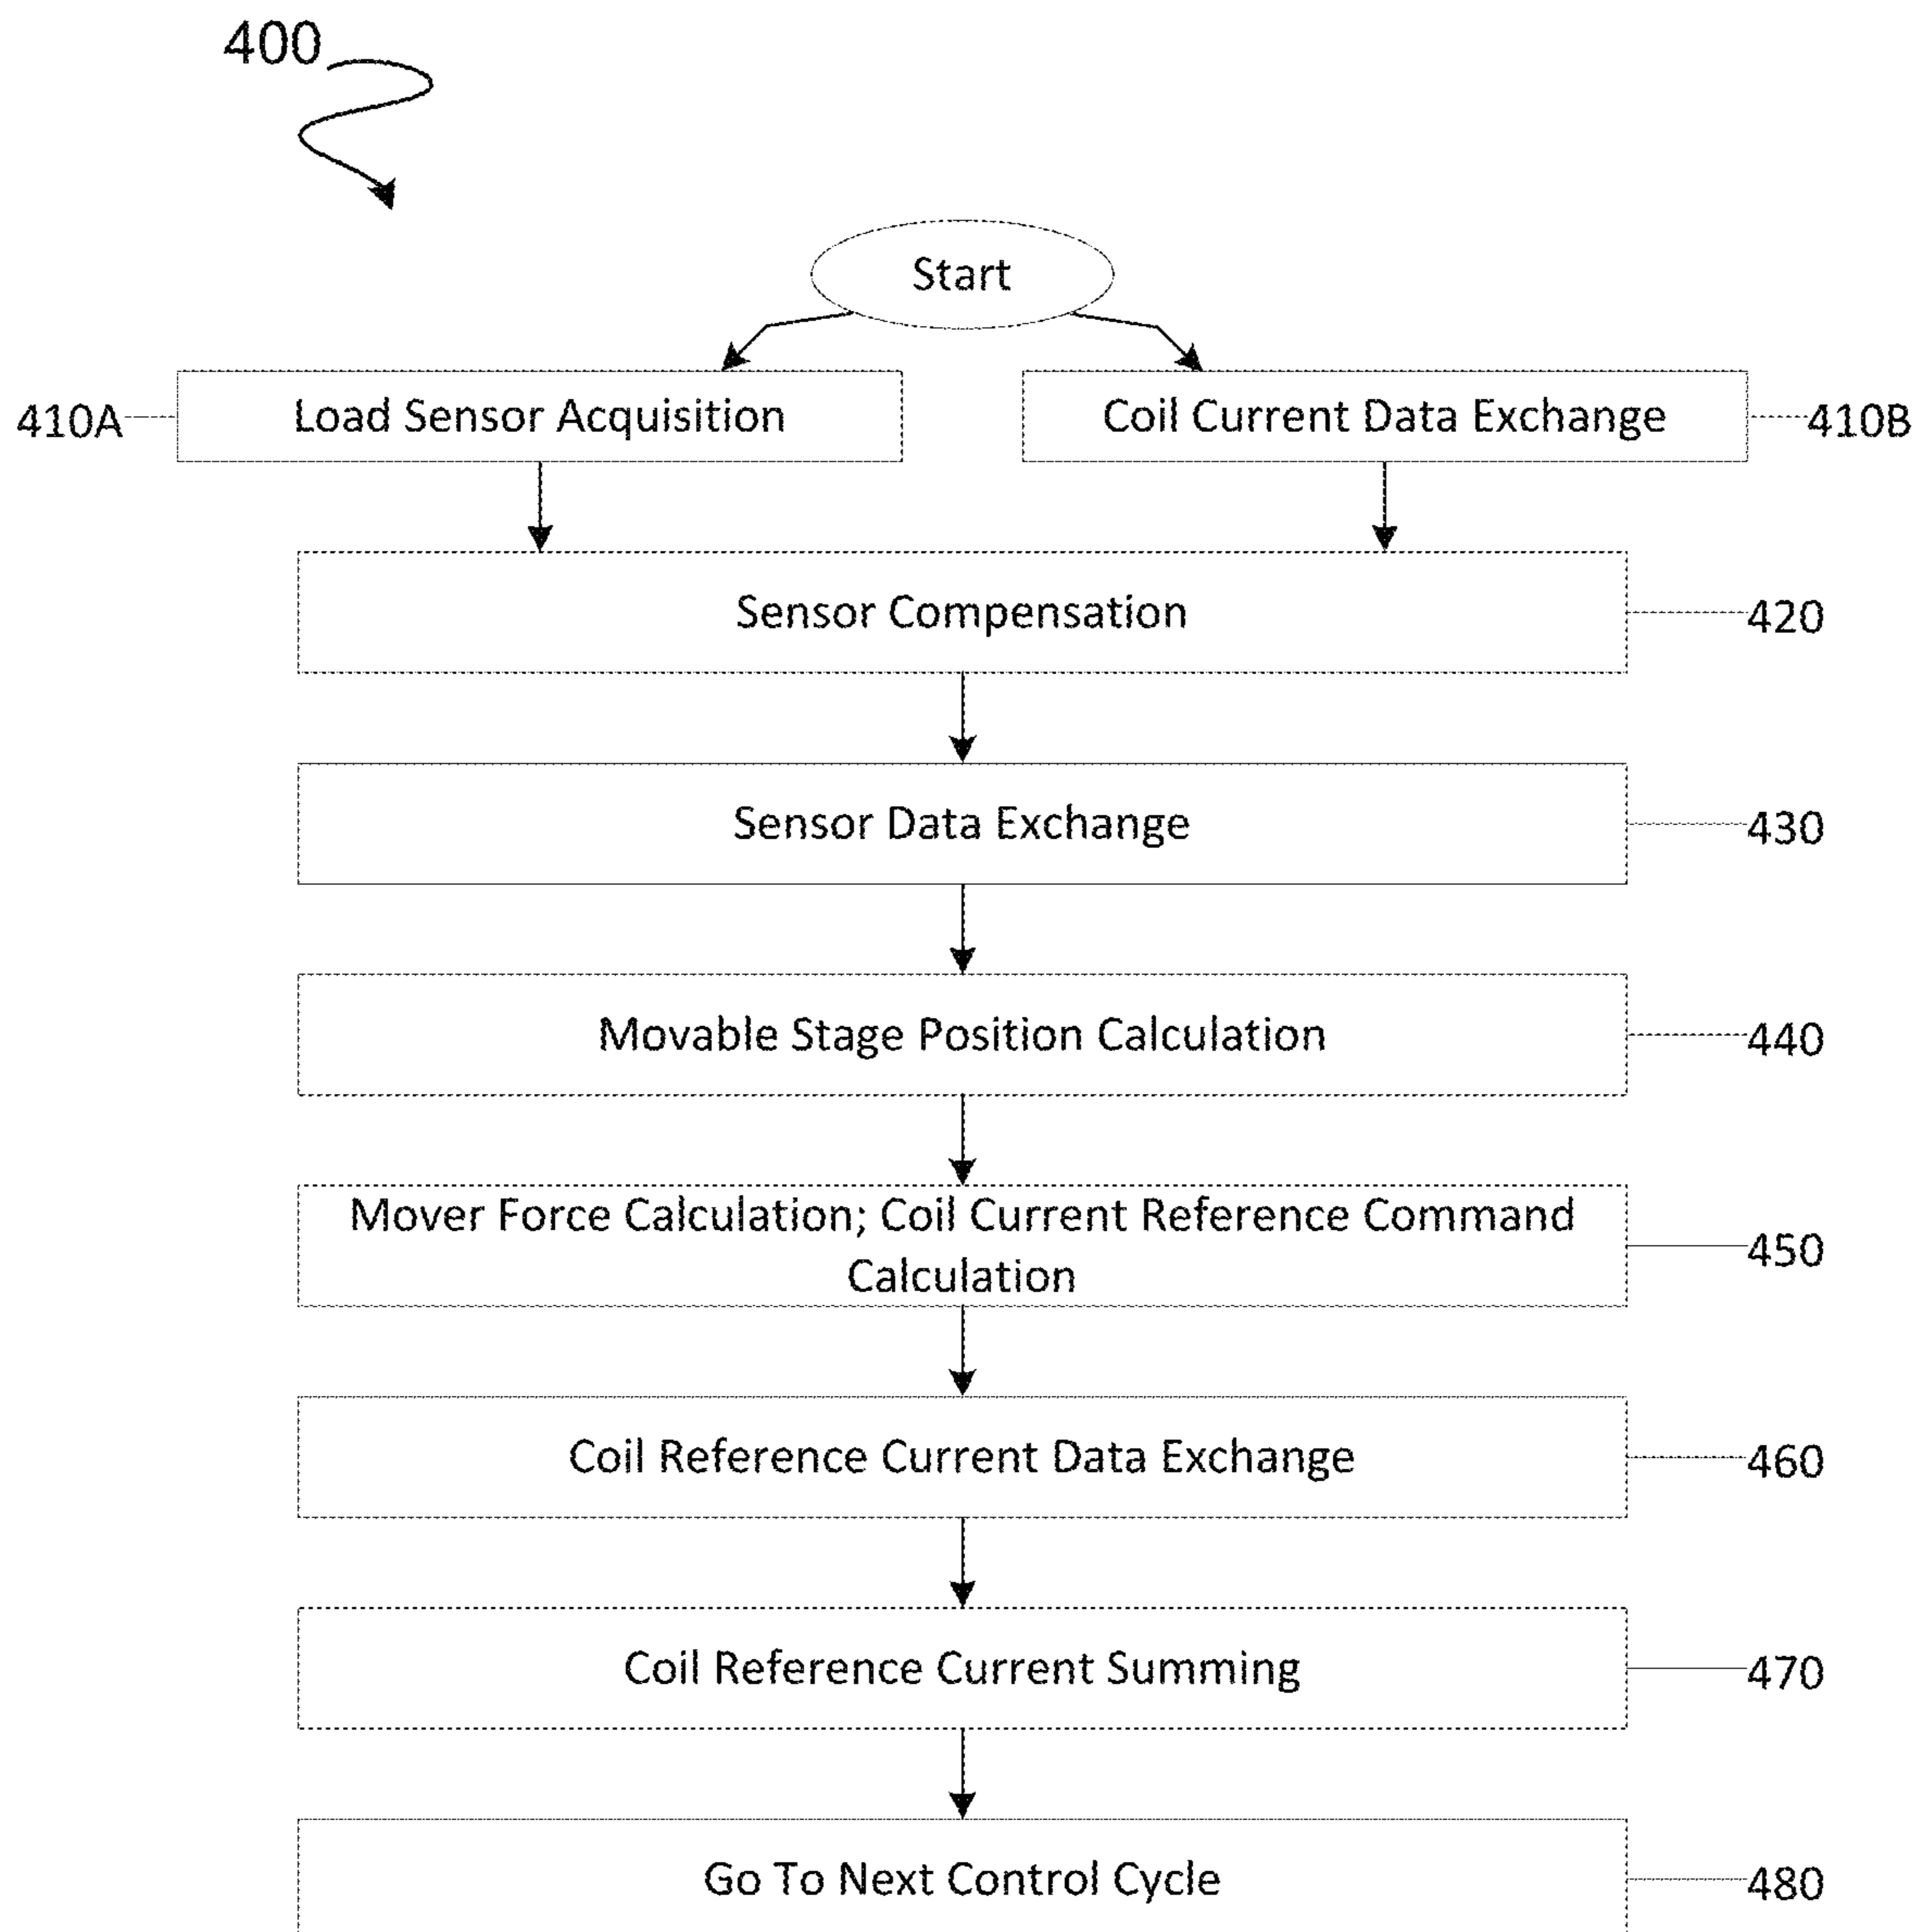 400
Start
410A
Load Sensor Acquisition
Coil Current Data Exchange
410B
Sensor Compensation
420
Sensor Data Exchange
430
Movable Stage Position Calculation
440
Mover Force Calculation; Coil Current Reference Command
Calculation
450
Coil Reference Current Data Exchange
460
Coil Reference Current Summing
470
Go To Next Control Cycle
480